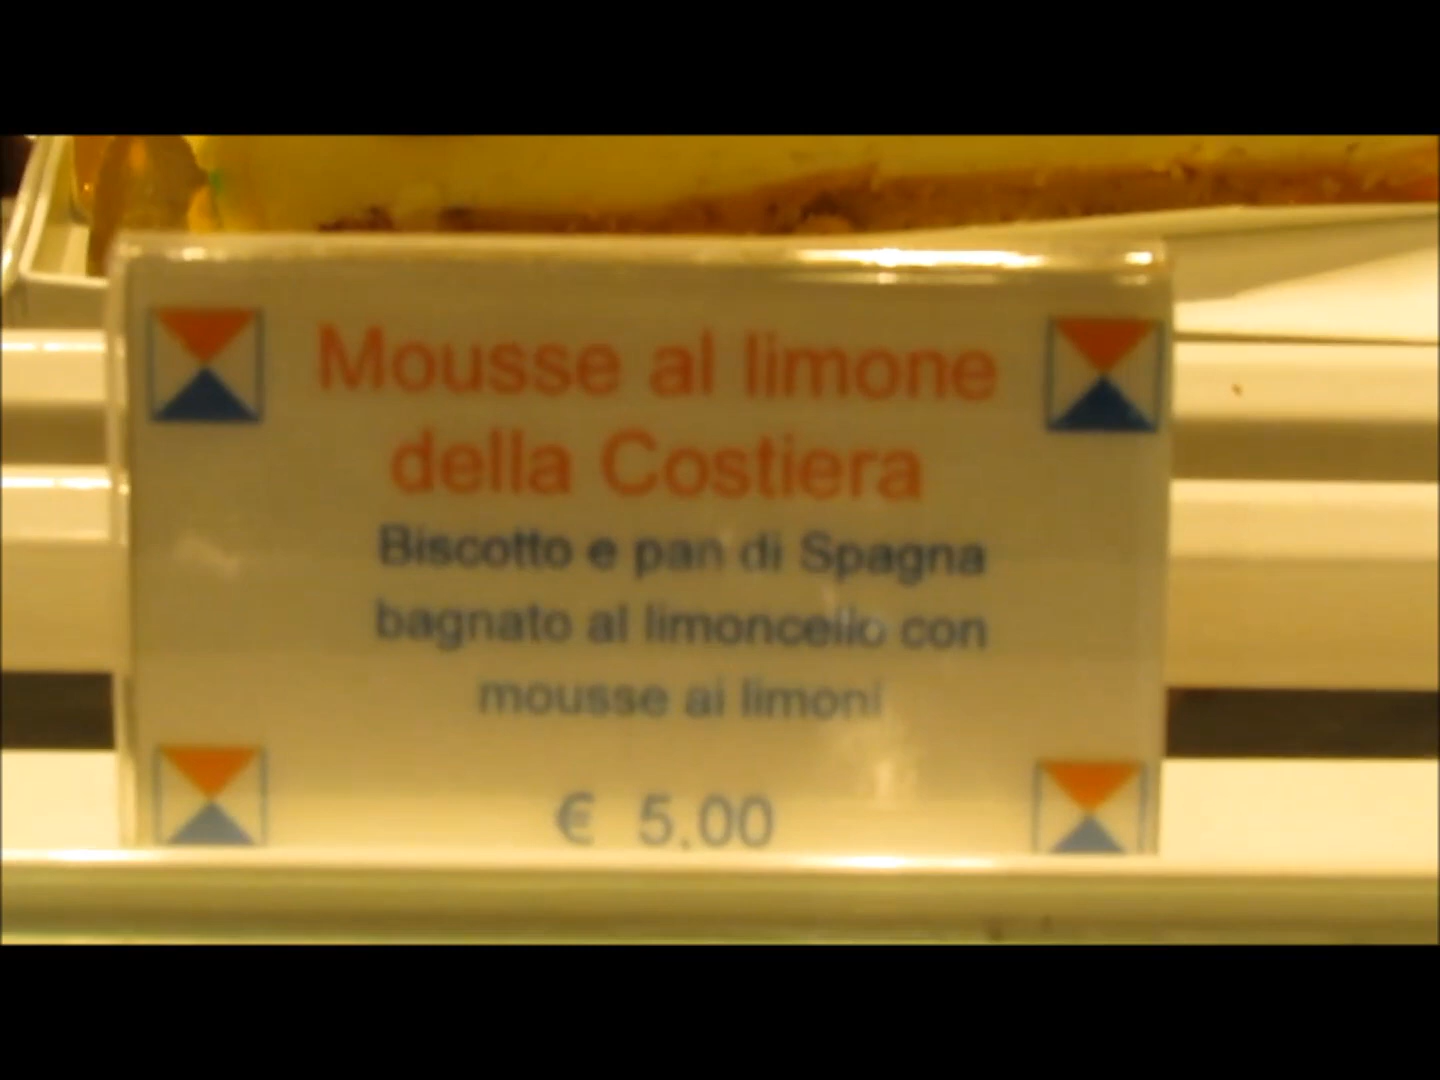 Mousse al limone
della Costiera
Biscotto e pan di Spagna
bagnato al limoncello con
mousse ai limoni
€ 5,00